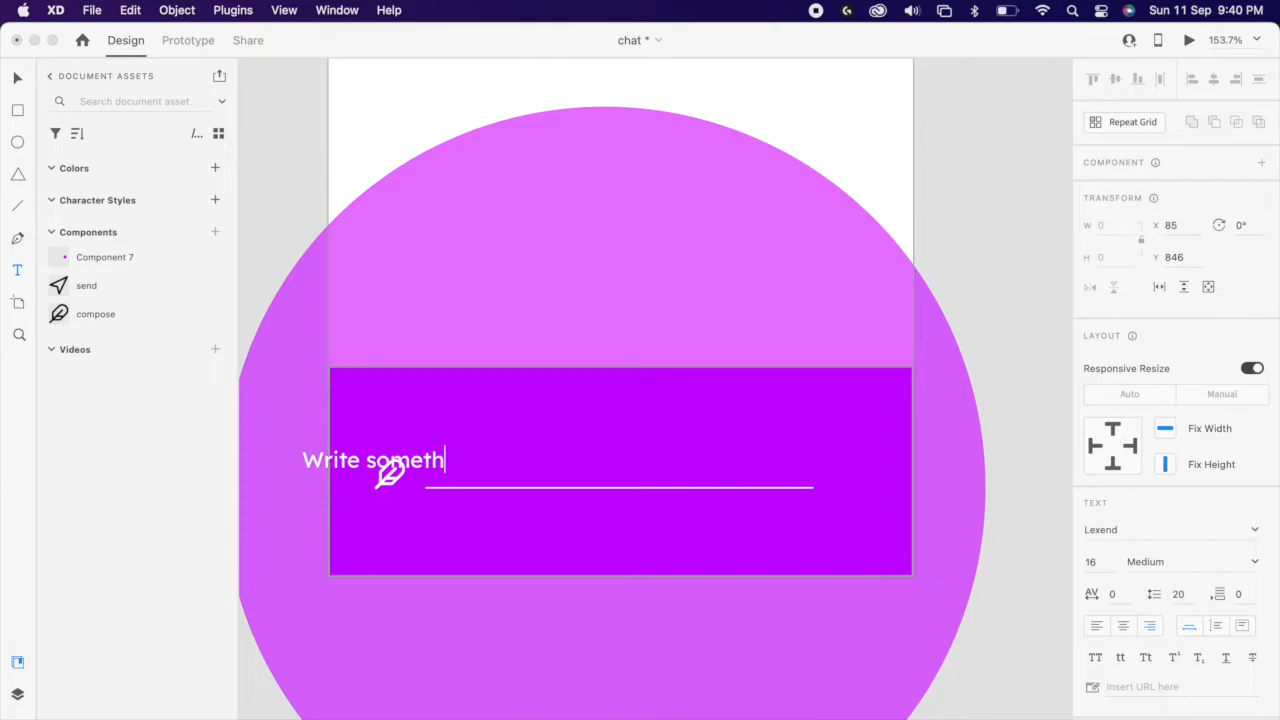 XD File Edit Object Plugins View Window Help Sun 11 Sep 9:40 PM
Design Prototype Share chat * 153.7%
DOCUMENT ASSETS
Search document asset
/...
Colors
Character Styles
Components
Component 7
send
compose
Videos
Write someth
Repeat Grid
COMPONENT
TRANSFORM
W 0 X 85 0°
H 0 Y 846
LAYOUT
Responsive Resize
Auto Manual
Fix Width
Fix Height
TEXT
Lexend
16 Medium
AV 0 20 0
TT tt Tt T¹ T₁ T T
Insert URL here